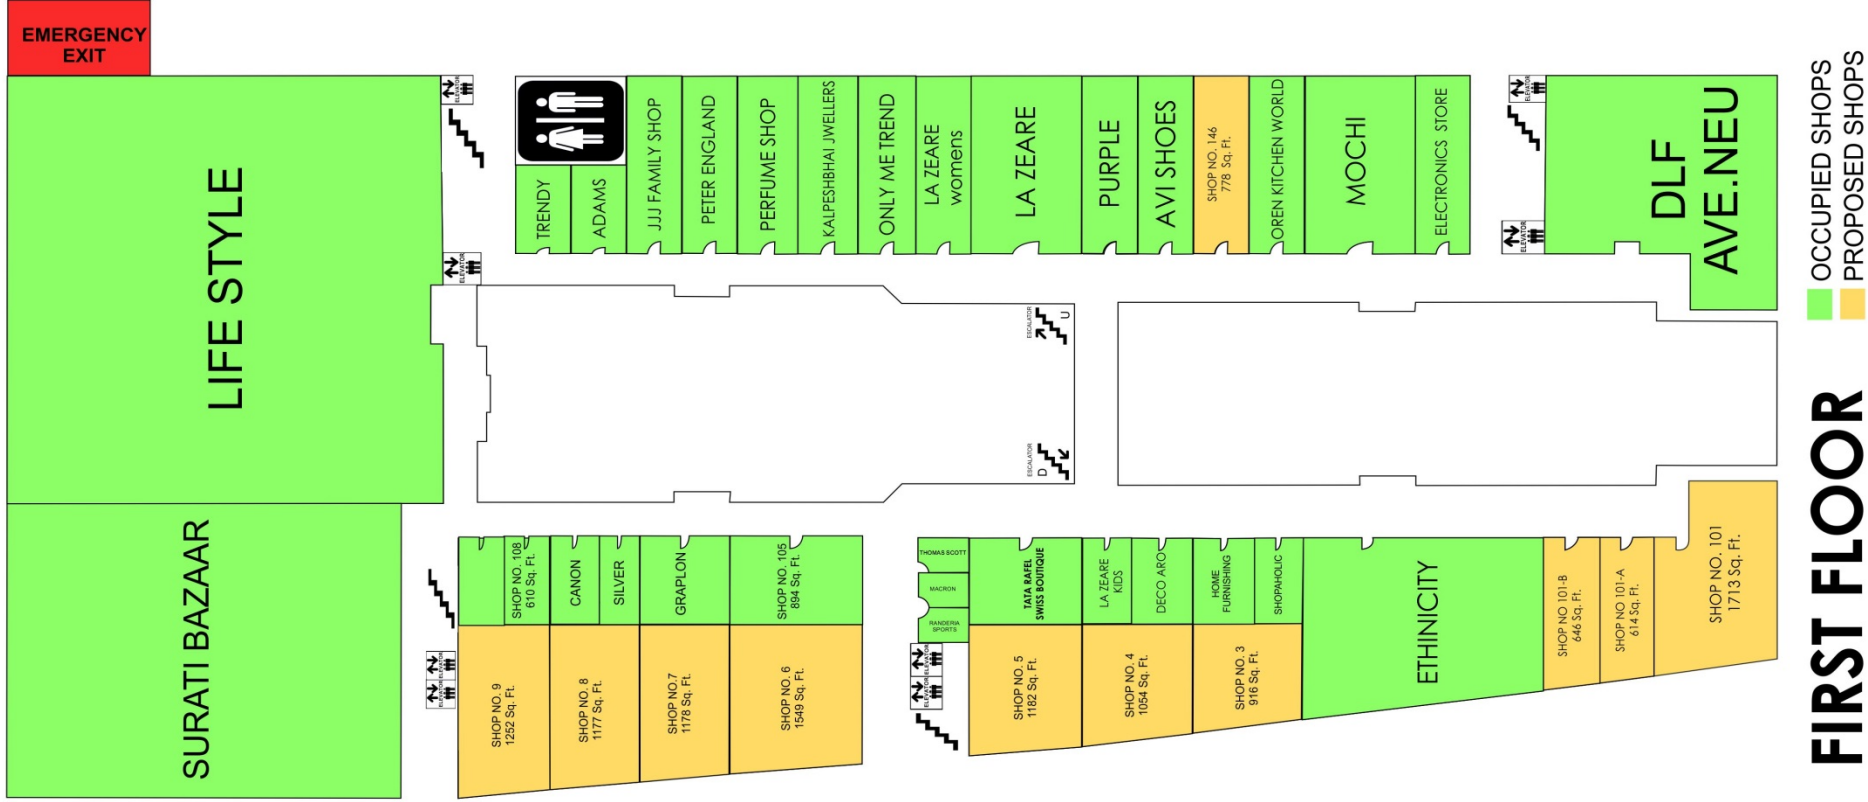 EMERGENCY
EXIT
LIFE STYLE
SURATI BAZAAR
ELEVATOR
ELEVATOR
TRENDY
ADAMS
JJJ FAMILY SHOP
PETER ENGLAND
PERFUME SHOP
KALPESHBHAI JWELLERS
ONLY ME TREND
LA ZEARE
womens
LA ZEARE
PURPLE
AVI SHOES
SHOP NO. 146
778 Sq. Ft.
OREN KITCHEN WORLD
MOCHI
ELECTRONICS STORE
ELEVATOR
ELEVATOR
DLF
AVE.NEU
ESCALATOR
U
ESCALATOR
D
SHOP NO. 108
610 Sq. Ft.
CANON
SILVER
GRAPLON
SHOP NO. 105
894 Sq. Ft.
ELEVATOR
ELEVATOR
SHOP NO. 9
1252 Sq. Ft.
SHOP NO. 8
1177 Sq. Ft.
SHOP NO.7
1178 Sq. Ft.
SHOP NO. 6
1549 Sq. Ft.
THOMAS SCOTT
MACRON
RANDERIA
SPORTS
ELEVATOR
ELEVATOR
TATA RAFEL
SWISS BOUTIQUE
LA ZEARE
KIDS
DECO ARO
HOME
FURNISHING
SHOPAHOLIC
SHOP NO. 5
1182 Sq. Ft.
SHOP NO. 4
1054 Sq. Ft.
SHOP NO. 3
916 Sq. Ft.
ETHINICITY
SHOP NO 101-B
646 Sq. Ft.
SHOP NO 101-A
614 Sq. Ft.
SHOP NO. 101
1713 Sq. Ft.
OCCUPIED SHOPS
PROPOSED SHOPS
FIRST FLOOR